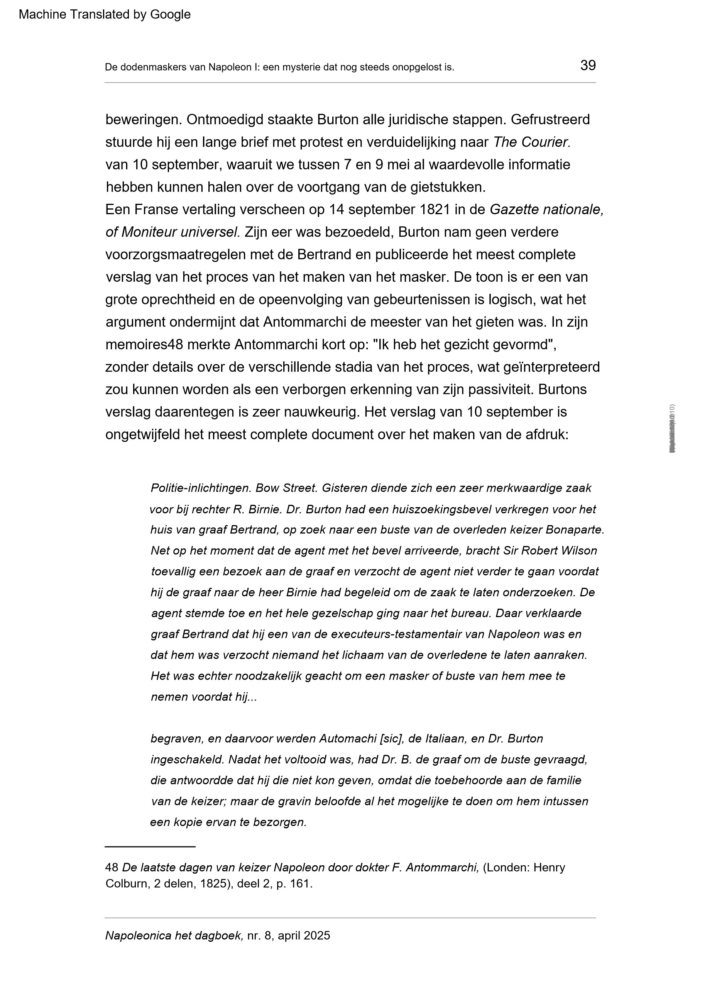 Machine Translated by Google
De dodenmaskers van Napoleon I: een mysterie dat nog steeds onopgelost is.
39
beweringen. Ontmoedigd staakte Burton alle juridische stappen. Gefrustreerd
stuurde hij een lange brief met protest en verduidelijking naar The Courier.
van 10 september, waaruit we tussen 7 en 9 mei al waardevolle informatie
hebben kunnen halen over de voortgang van de gietstukken.
Een Franse vertaling verscheen op 14 september 1821 in de Gazette nationale,
of Moniteur universel. Zijn eer was bezoedeld, Burton nam geen verdere
voorzorgsmaatregelen met de Bertrand en publiceerde het meest complete
verslag van het proces van het maken van het masker. De toon is er een van
grote oprechtheid en de opeenvolging van gebeurtenissen is logisch, wat het
argument ondermijnt dat Antommarchi de meester van het gieten was. In zijn
memoires48 merkte Antommarchi kort op: "Ik heb het gezicht gevormd",
zonder details over de verschillende stadia van het proces, wat geïnterpreteerd
zou kunnen worden als een verborgen erkenning van zijn passiviteit. Burtons
verslag daarentegen is zeer nauwkeurig. Het verslag van 10 september is
ongetwijfeld het meest complete document over het maken van de afdruk:
Politie-inlichtingen. Bow Street. Gisteren diende zich een zeer merkwaardige zaak
voor bij rechter R. Birnie. Dr. Burton had een huiszoekingsbevel verkregen voor het
huis van graaf Bertrand, op zoek naar een buste van de overleden keizer Bonaparte.
Net op het moment dat de agent met het bevel arriveerde, bracht Sir Robert Wilson
toevallig een bezoek aan de graaf en verzocht de agent niet verder te gaan voordat
hij de graaf naar de heer Birnie had begeleid om de zaak te laten onderzoeken. De
agent stemde toe en het hele gezelschap ging naar het bureau. Daar verklaarde
graaf Bertrand dat hij een van de executeurs-testamentair van Napoleon was en
dat hem was verzocht niemand het lichaam van de overledene te laten aanraken.
Het was echter noodzakelijk geacht om een masker of buste van hem mee te
nemen voordat hij...
begraven, en daarvoor werden Automachi [sic], de Italiaan, en Dr. Burton
ingeschakeld. Nadat het voltooid was, had Dr. B. de graaf om de buste gevraagd,
die antwoordde dat hij die niet kon geven, omdat die toebehoorde aan de familie
van de keizer; maar de gravin beloofde al het mogelijke te doen om hem intussen
een kopie ervan te bezorgen.
48 De laatste dagen van keizer Napoleon door dokter F. Antommarchi, (Londen: Henry
Colburn, 2 delen, 1825), deel 2, p. 161.
Napoleonica het dagboek, nr. 8, april 2025